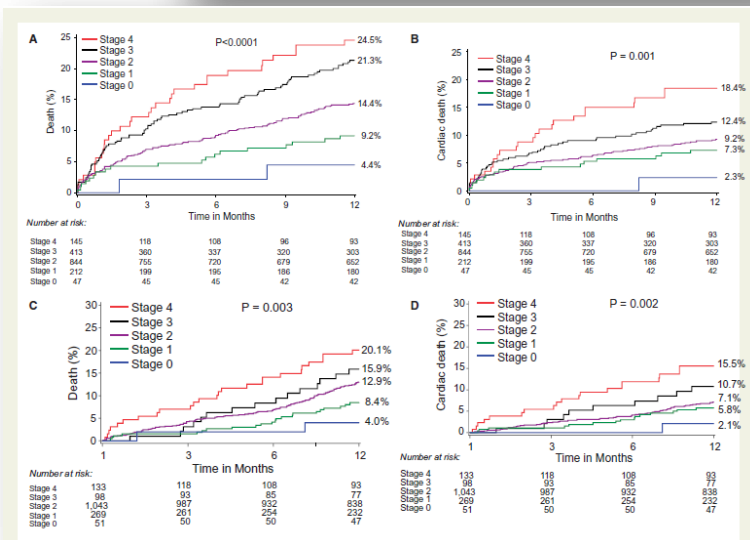 A
Stage 4
Stage 3
Stage 2
Stage 1
Stage 0
P<0.0001
Death (%)
25
20
15
10
5
0
24.5%
21.3%
14.4%
9.2%
4.4%
0 3 6 9 12
Time in Months
Number at risk:
Stage 4 145 118 108 96 93
Stage 3 413 360 337 320 303
Stage 2 844 755 720 679 652
Stage 1 212 199 195 186 180
Stage 0 47 45 45 42 42
B
Stage 4
Stage 3
Stage 2
Stage 1
Stage 0
P = 0.001
Cardiac death (%)
25
20
15
10
5
0
18.4%
12.4%
9.2%
7.3%
2.3%
0 3 6 9 12
Time in Months
Number at risk:
Stage 4 145 118 108 96 93
Stage 3 413 360 337 320 303
Stage 2 844 755 720 679 652
Stage 1 212 199 195 186 180
Stage 0 47 45 45 42 42
C
Stage 4
Stage 3
Stage 2
Stage 1
Stage 0
P = 0.003
Death (%)
30
25
20
15
10
5
0
20.1%
15.9%
12.9%
8.4%
4.0%
1 3 6 12
Time in Months
Number at risk:
Stage 4 133 118 108 93
Stage 3 98 93 85 77
Stage 2 1,043 987 932 838
Stage 1 269 261 254 232
Stage 0 51 50 50 47
D
Stage 4
Stage 3
Stage 2
Stage 1
Stage 0
P = 0.002
Cardiac death (%)
30
25
20
15
10
5
0
15.5%
10.7%
7.1%
5.8%
2.1%
1 3 6 12
Time in Months
Number at risk:
Stage 4 133 118 108 93
Stage 3 98 93 85 77
Stage 2 1,043 987 932 838
Stage 1 269 261 254 232
Stage 0 51 50 50 47